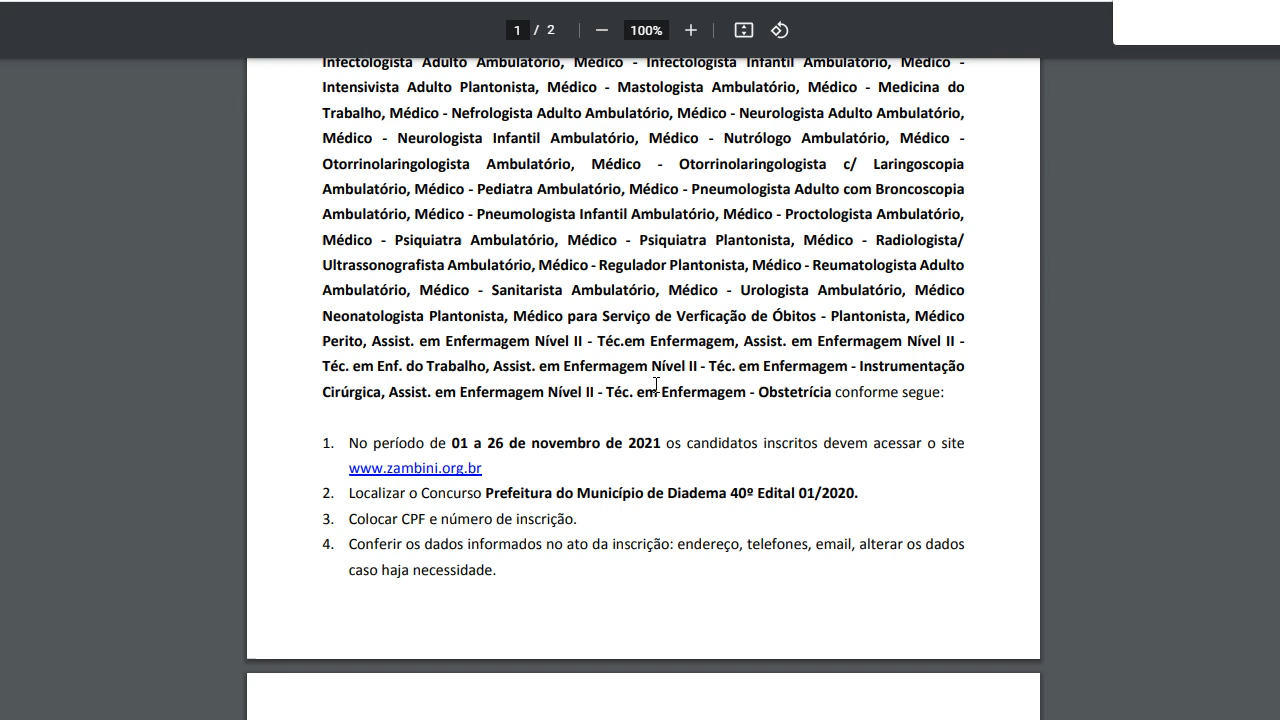 1 / 2
100%
Infectologista Adulto Ambulatório, Médico - Infectologista Infantil Ambulatório, Médico -
Intensivista Adulto Plantonista, Médico - Mastologista Ambulatório, Médico - Medicina do
Trabalho, Médico - Nefrologista Adulto Ambulatório, Médico - Neurologista Adulto Ambulatório,
Médico - Neurologista Infantil Ambulatório, Médico - Nutrólogo Ambulatório, Médico -
Otorrinolaringologista Ambulatório, Médico - Otorrinolaringologista c/ Laringoscopia
Ambulatório, Médico - Pediatra Ambulatório, Médico - Pneumologista Adulto com Broncoscopia
Ambulatório, Médico - Pneumologista Infantil Ambulatório, Médico - Proctologista Ambulatório,
Médico - Psiquiatra Ambulatório, Médico - Psiquiatra Plantonista, Médico - Radiologista/
Ultrassonografista Ambulatório, Médico - Regulador Plantonista, Médico - Reumatologista Adulto
Ambulatório, Médico - Sanitarista Ambulatório, Médico - Urologista Ambulatório, Médico
Neonatologista Plantonista, Médico para Serviço de Verficação de Óbitos - Plantonista, Médico
Perito, Assist. em Enfermagem Nível II - Téc.em Enfermagem, Assist. em Enfermagem Nível II -
Téc. em Enf. do Trabalho, Assist. em Enfermagem Nível II - Téc. em Enfermagem - Instrumentação
Cirúrgica, Assist. em Enfermagem Nível II - Téc. em Enfermagem - Obstetrícia conforme segue:
1. No período de 01 a 26 de novembro de 2021 os candidatos inscritos devem acessar o site
www.zambini.org.br
2. Localizar o Concurso Prefeitura do Município de Diadema 40º Edital 01/2020.
3. Colocar CPF e número de inscrição.
4. Conferir os dados informados no ato da inscrição: endereço, telefones, email, alterar os dados
caso haja necessidade.